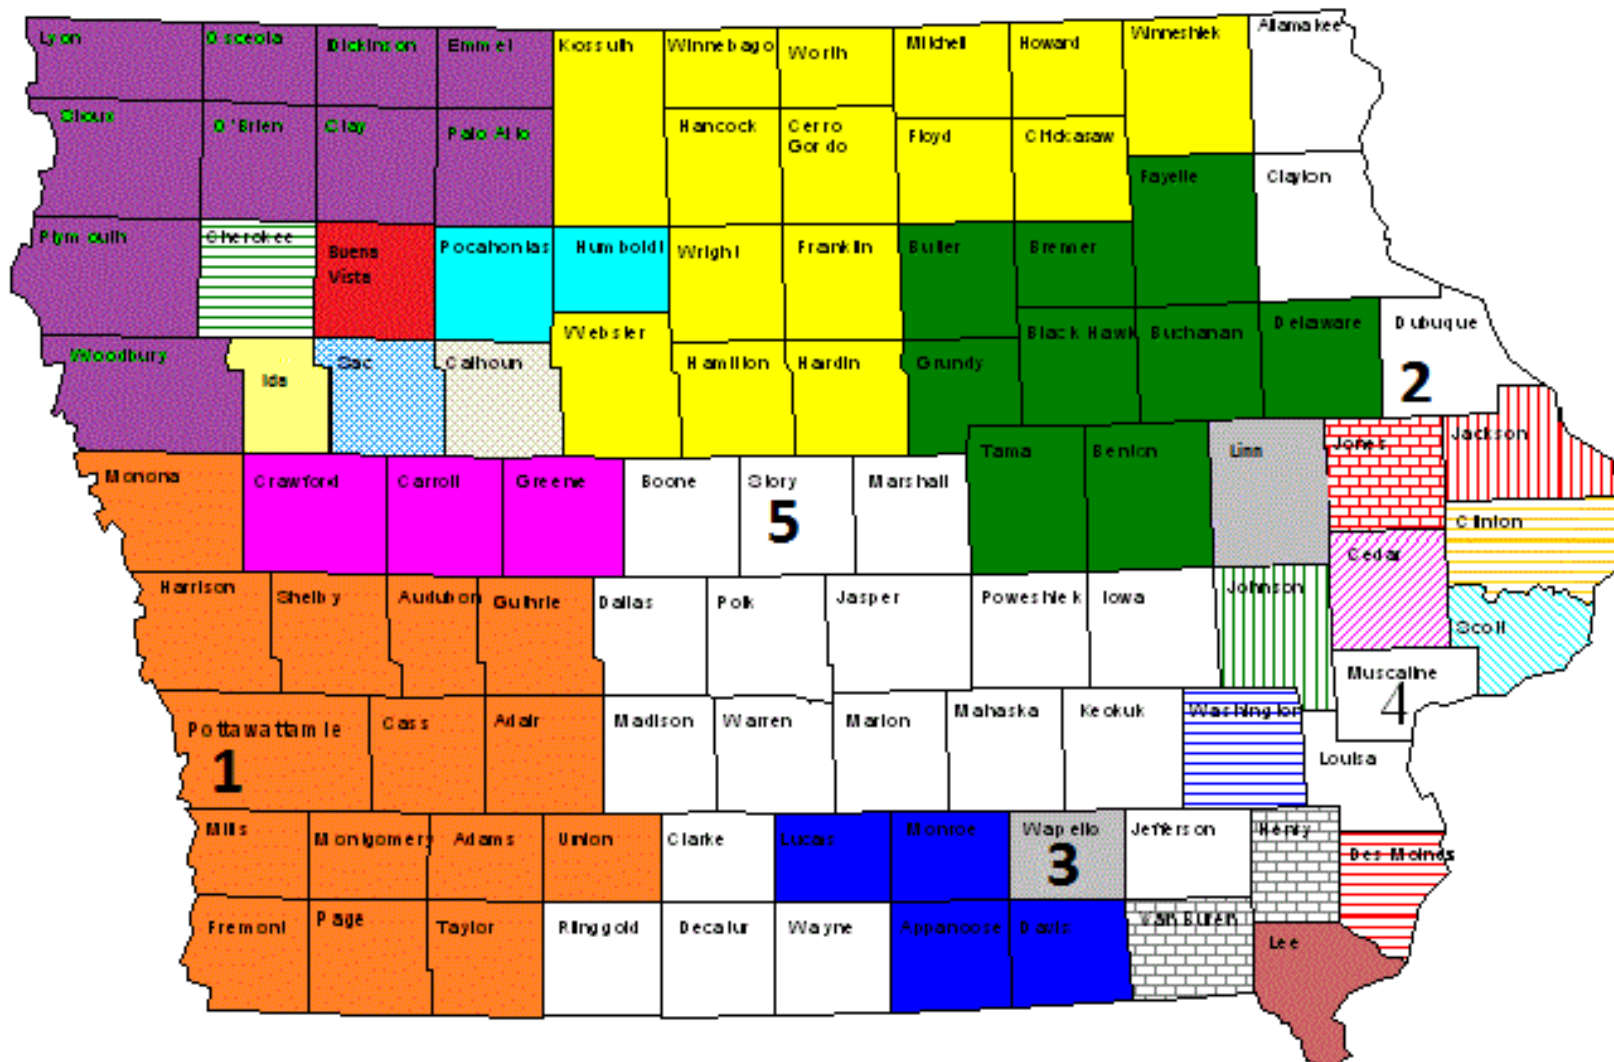 Lyon
Osceola
Dickinson
Emmet
Kossuth
Winnebago
Worth
Mitchell
Howard
Winneshiek
Allamakee
Sioux
O'Brien
Clay
Palo Alto
Hancock
Cerro
Gordo
Floyd
Chickasaw
Fayette
Clayton
Plymouth
Cherokee
Buena
Vista
Pocahontas
Humboldt
Wright
Franklin
Butler
Bremer
Woodbury
Ida
Sac
Calhoun
Webster
Hamilton
Hardin
Grundy
Black Hawk
Buchanan
Delaware
Dubuque
2
Monona
Crawford
Carroll
Greene
Boone
Story
5
Marshall
Tama
Benton
Linn
Jones
Jackson
Clinton
Cedar
Harrison
Shelby
Audubon
Guthrie
Dallas
Polk
Jasper
Poweshiek
Iowa
Johnson
Scott
Muscatine
4
Pottawattamie
1
Cass
Adair
Madison
Warren
Marion
Mahaska
Keokuk
Washington
Louisa
Mills
Montgomery
Adams
Union
Clarke
Lucas
Monroe
Wapello
3
Jefferson
Henry
Des Moines
Fremont
Page
Taylor
Ringgold
Decatur
Wayne
Appanoose
Davis
Van Buren
Lee